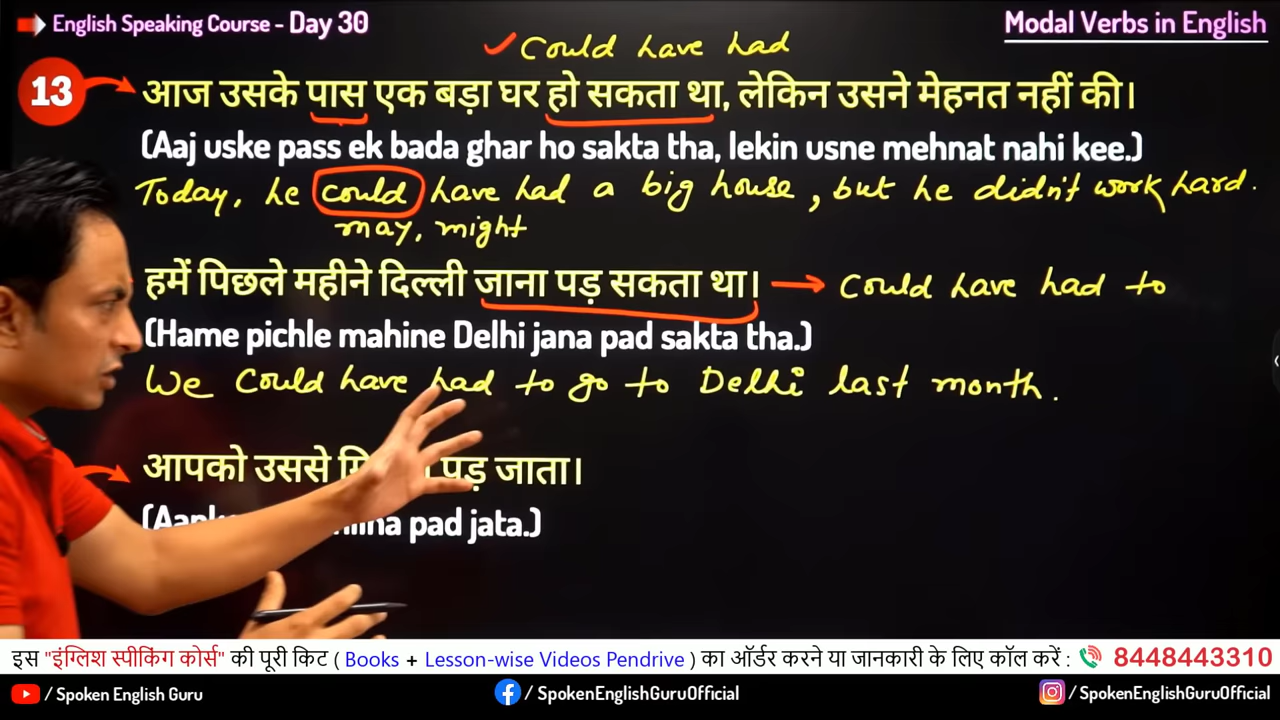 English Speaking Course - Day 30
Modal Verbs in English
Could have had
13
आज उसके पास एक बड़ा घर हो सकता था, लेकिन उसने मेहनत नहीं की।
(Aaj uske pass ek bada ghar ho sakta tha, lekin usne mehnat nahi kee.)
Today, he could have had a big house, but he didn't work hard.
may, might
हमें पिछले महीने दिल्ली जाना पड़ सकता था। → Could have had to
(Hame pichle mahine Delhi jana pad sakta tha.)
We Could have had to go to Delhi last month.
आपको उससे पड़ जाता।
pad jata.)
इस "इंग्लिश स्पीकिंग कोर्स" की पूरी किट ( Books + Lesson-wise Videos Pendrive ) का ऑर्डर करने या जानकारी के लिए कॉल करें : 8448443310
/ Spoken English Guru
/ SpokenEnglishGuruOfficial
/ SpokenEnglishGuruOfficial